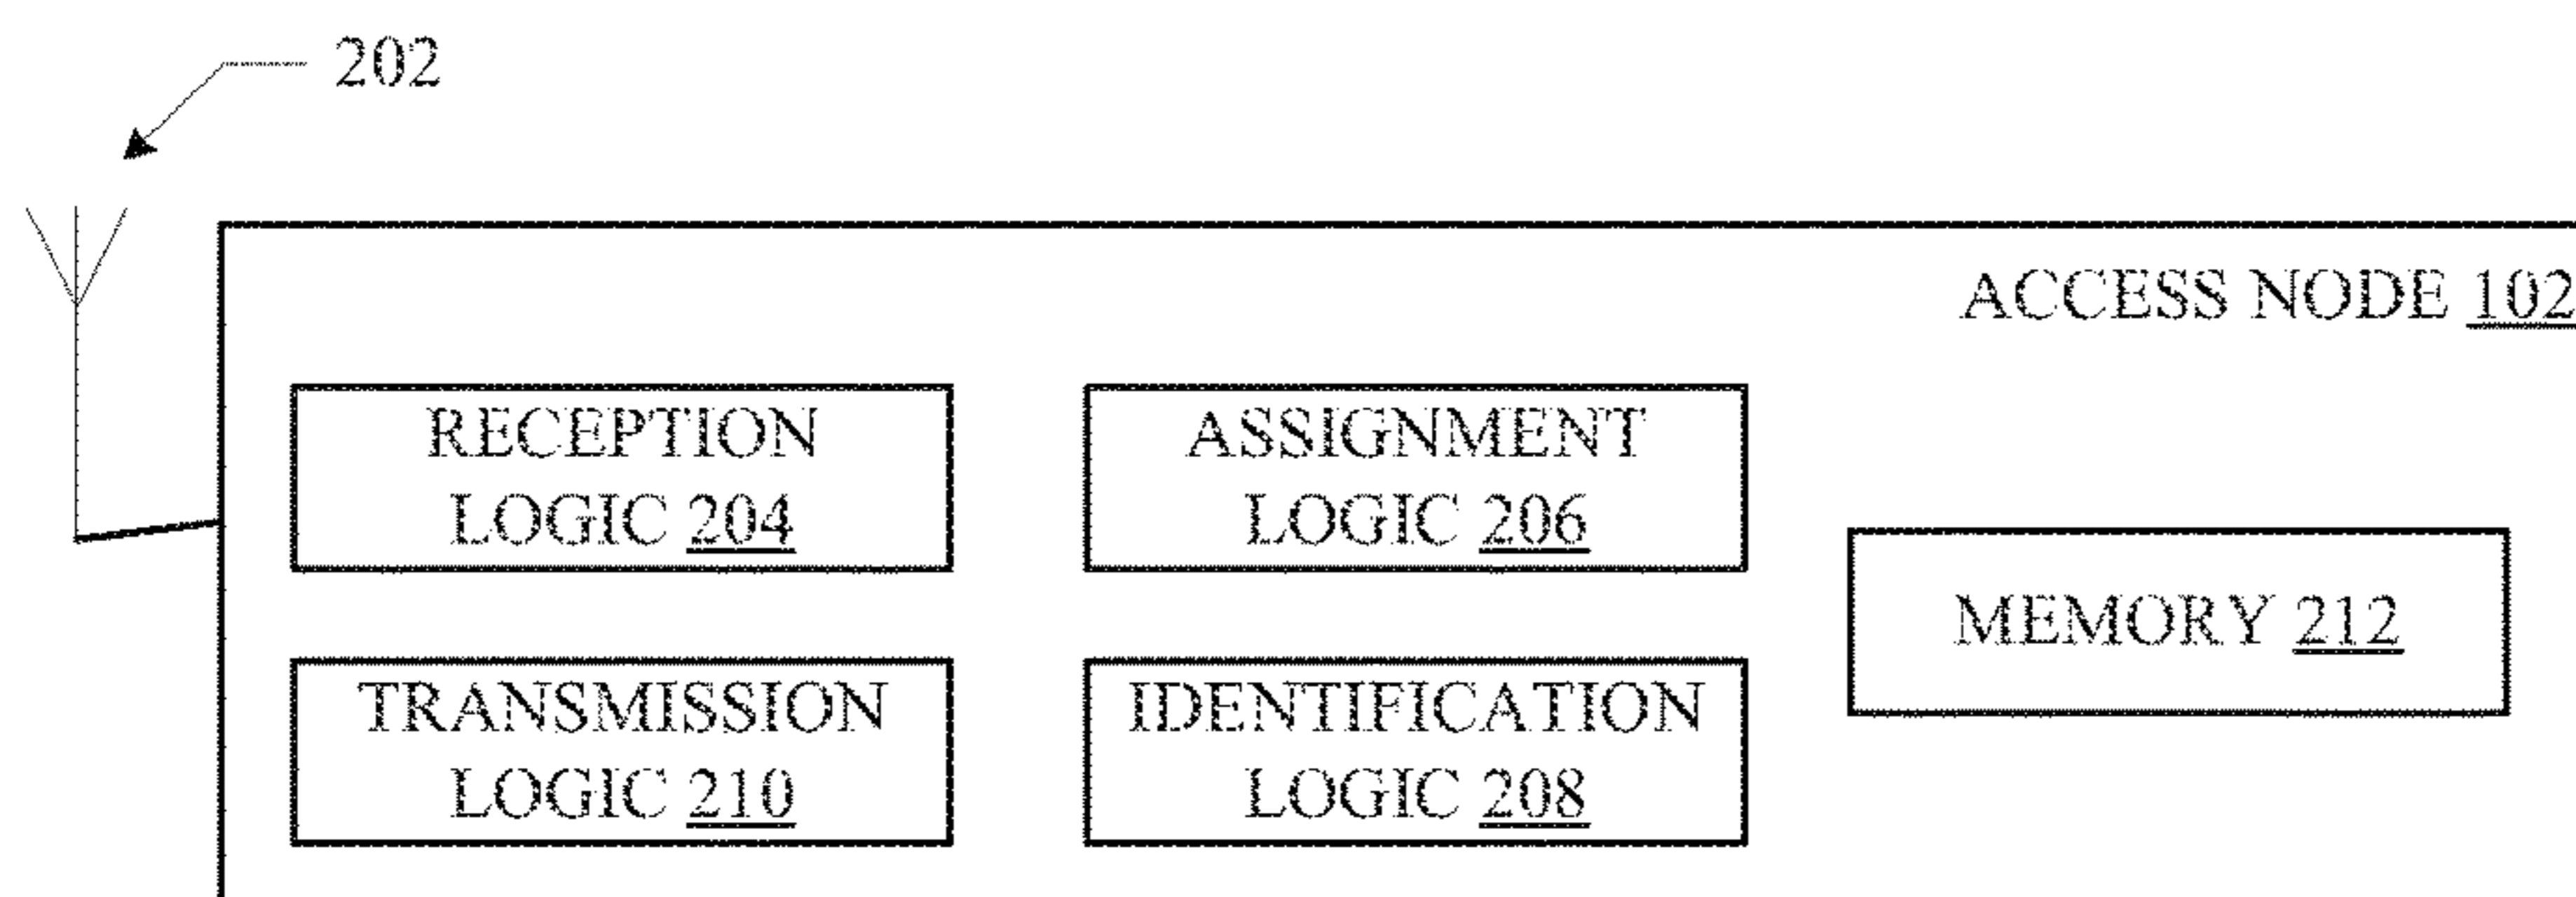 202
ACCESS NODE 102
RECEPTION
LOGIC 204
ASSIGNMENT
LOGIC 206
MEMORY 212
TRANSMISSION
LOGIC 210
IDENTIFICATION
LOGIC 208